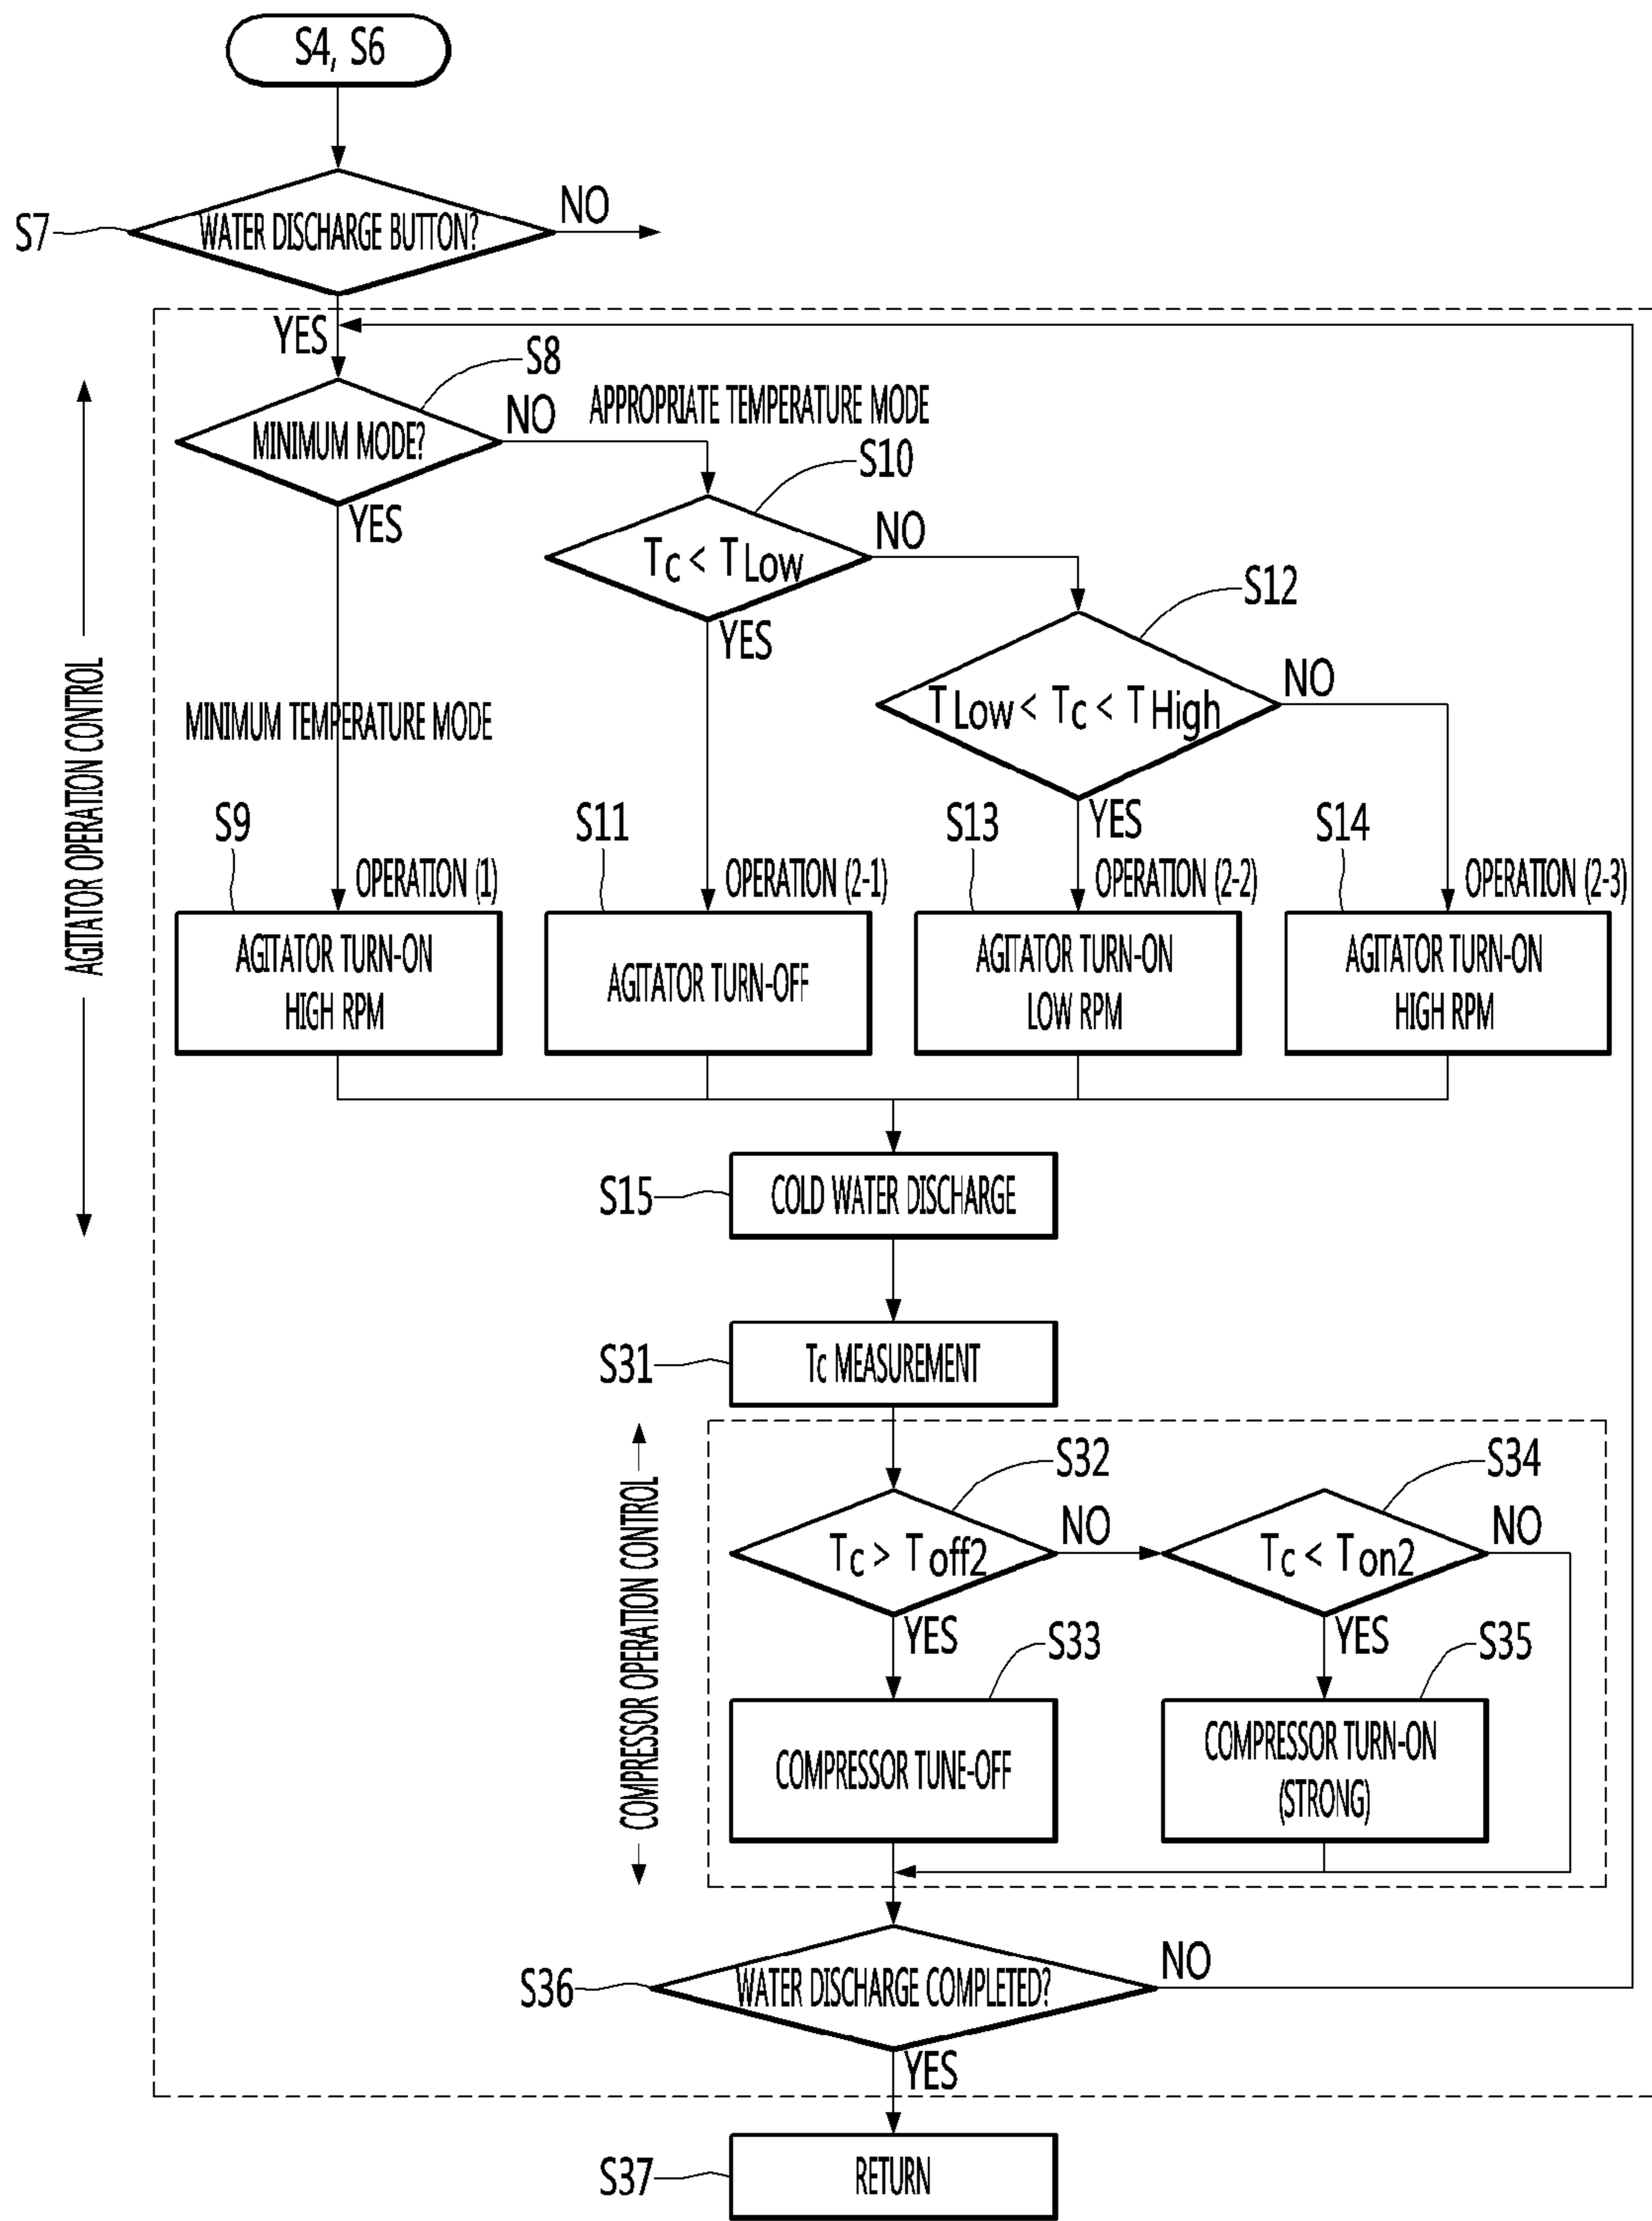 S4, S6
S7
WATER DISCHARGE BUTTON?
NO
YES
S8
MINIMUM MODE?
NO
APPROPRIATE TEMPERATURE MODE
YES
S10
Tc < TLow
NO
YES
S12
TLow < Tc < THigh
NO
YES
AGITATOR OPERATION CONTROL
MINIMUM TEMPERATURE MODE
S9
OPERATION (1)
AGITATOR TURN-ON
HIGH RPM
S11
OPERATION (2-1)
AGITATOR TURN-OFF
S13
OPERATION (2-2)
AGITATOR TURN-ON
LOW RPM
S14
OPERATION (2-3)
AGITATOR TURN-ON
HIGH RPM
S15
COLD WATER DISCHARGE
S31
Tc MEASUREMENT
COMPRESSOR OPERATION CONTROL
S32
Tc > Toff2
NO
YES
S34
Tc < Ton2
NO
YES
S33
COMPRESSOR TUNE-OFF
S35
COMPRESSOR TURN-ON
(STRONG)
S36
WATER DISCHARGE COMPLETED?
NO
YES
S37
RETURN